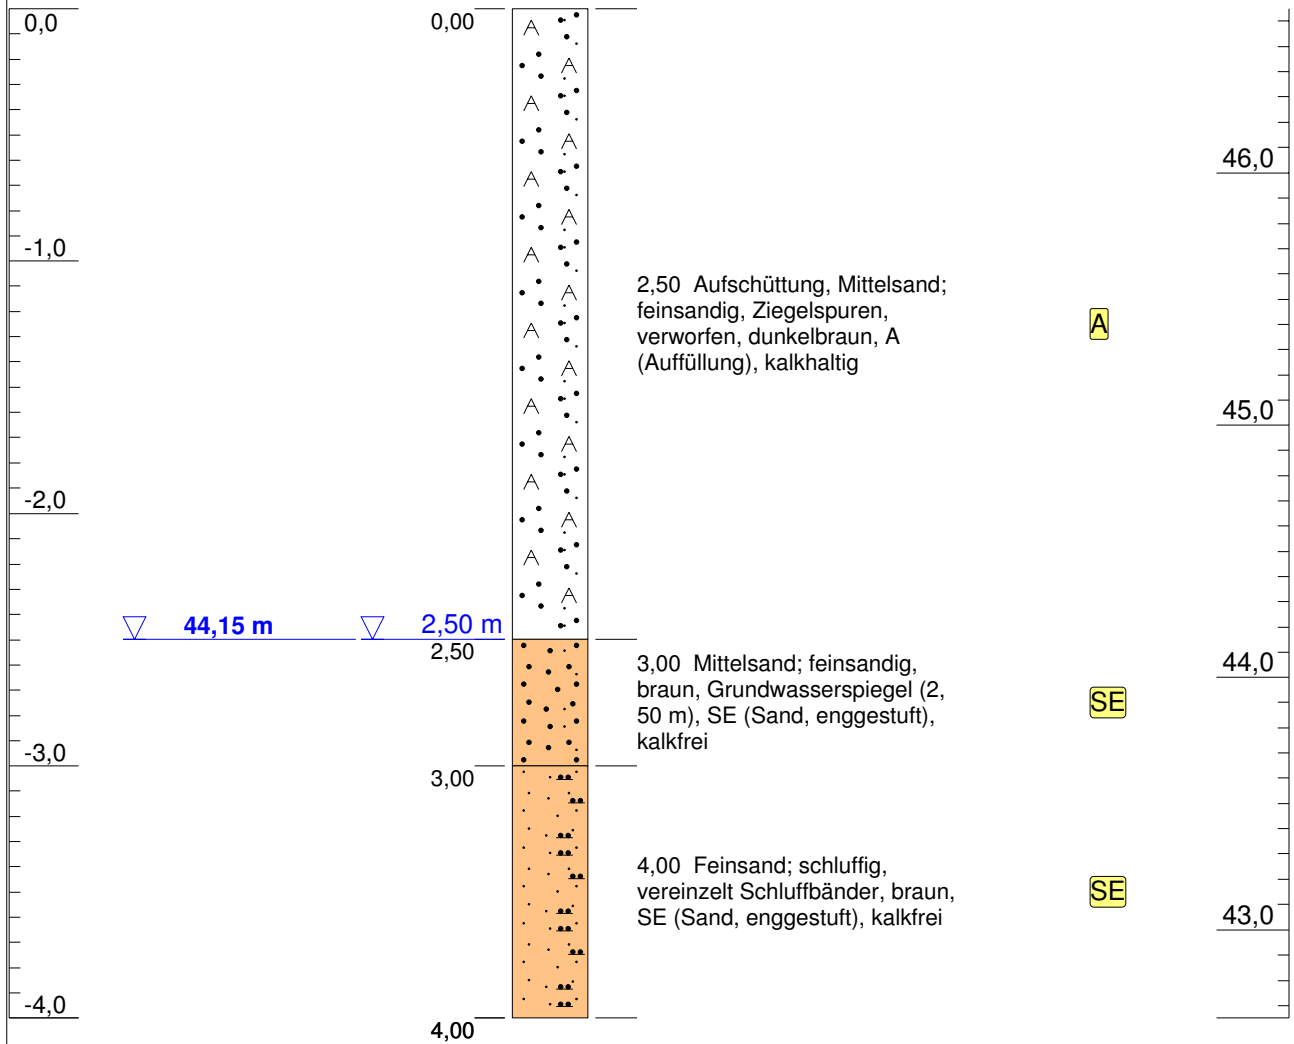 0,0
0,00
46,0
-1,0
2,50 Aufschüttung, Mittelsand;
feinsandig, Ziegelspuren,
verworfen, dunkelbraun, A
(Auffüllung), kalkhaltig
A
45,0
-2,0
44,15 m
2,50 m
2,50
3,00 Mittelsand; feinsandig,
braun, Grundwasserspiegel (2,
50 m), SE (Sand, enggestuft),
kalkfrei
SE
44,0
-3,0
3,00
4,00 Feinsand; schluffig,
vereinzelt Schluffbänder, braun,
SE (Sand, enggestuft), kalkfrei
SE
43,0
-4,0
4,00